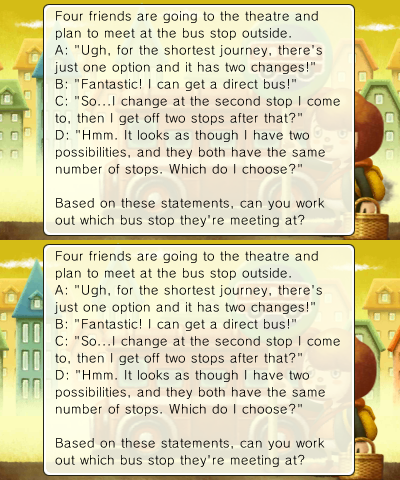 Four friends are going to the theatre and
plan to meet at the bus stop outside.
A: "Ugh, for the shortest journey, there's
just one option and it has two changes!"
B: "Fantastic! I can get a direct bus!"
C: "So...I change at the second stop I come
to, then I get off two stops after that?"
D: "Hmm. It looks as though I have two
possibilities, and they both have the same
number of stops. Which do I choose?"
Based on these statements, can you work
out which bus stop they're meeting at?
Four friends are going to the theatre and
plan to meet at the bus stop outside.
A: "Ugh, for the shortest journey, there's
just one option and it has two changes!"
B: "Fantastic! I can get a direct bus!"
C: "So...I change at the second stop I come
to, then I get off two stops after that?"
D: "Hmm. It looks as though I have two
possibilities, and they both have the same
number of stops. Which do I choose?"
Based on these statements, can you work
out which bus stop they're meeting at?